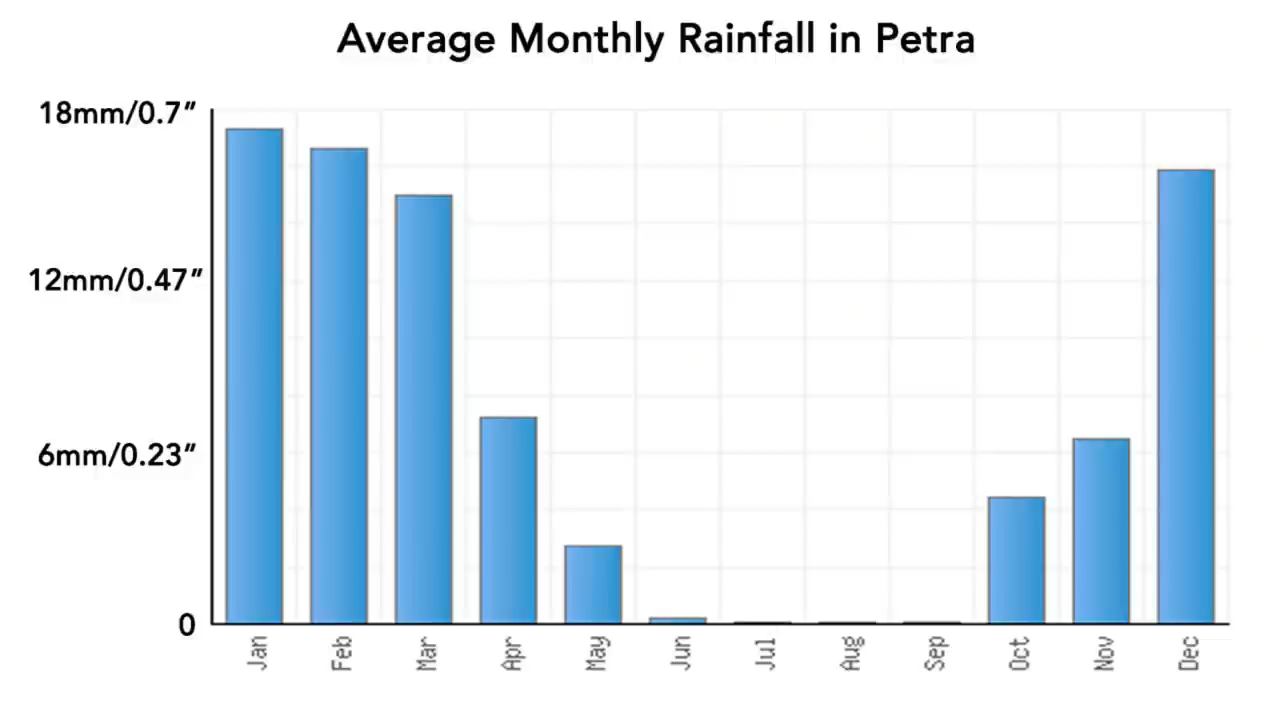 Average Monthly Rainfall in Petra
18mm/0.7”
12mm/0.47”
6mm/0.23”
0
Jan Feb Mar Apr May Jun Jul Aug Sep Oct Nov Dec